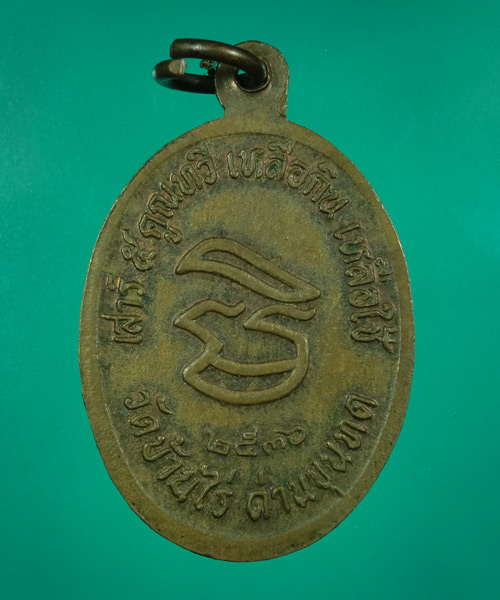 เสาร์ ๕ คูณทวี เหลือกิน เหลือใช้
๒๕๓๖
วัดบ้านไร่ ด่านขุนทด